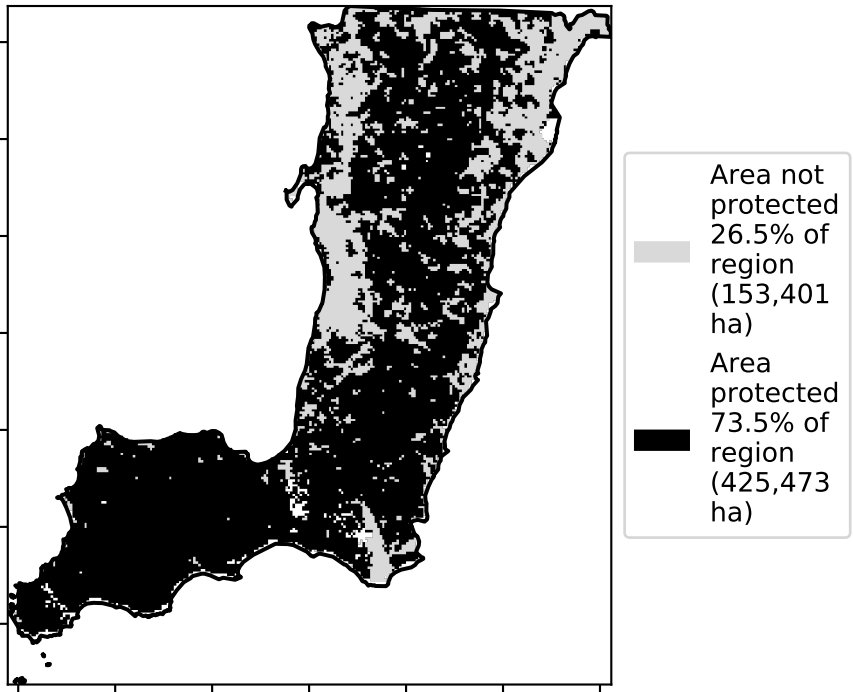 Area not
protected
26.5% of
region
(153,401
ha)
Area
protected
73.5% of
region
(425,473
ha)